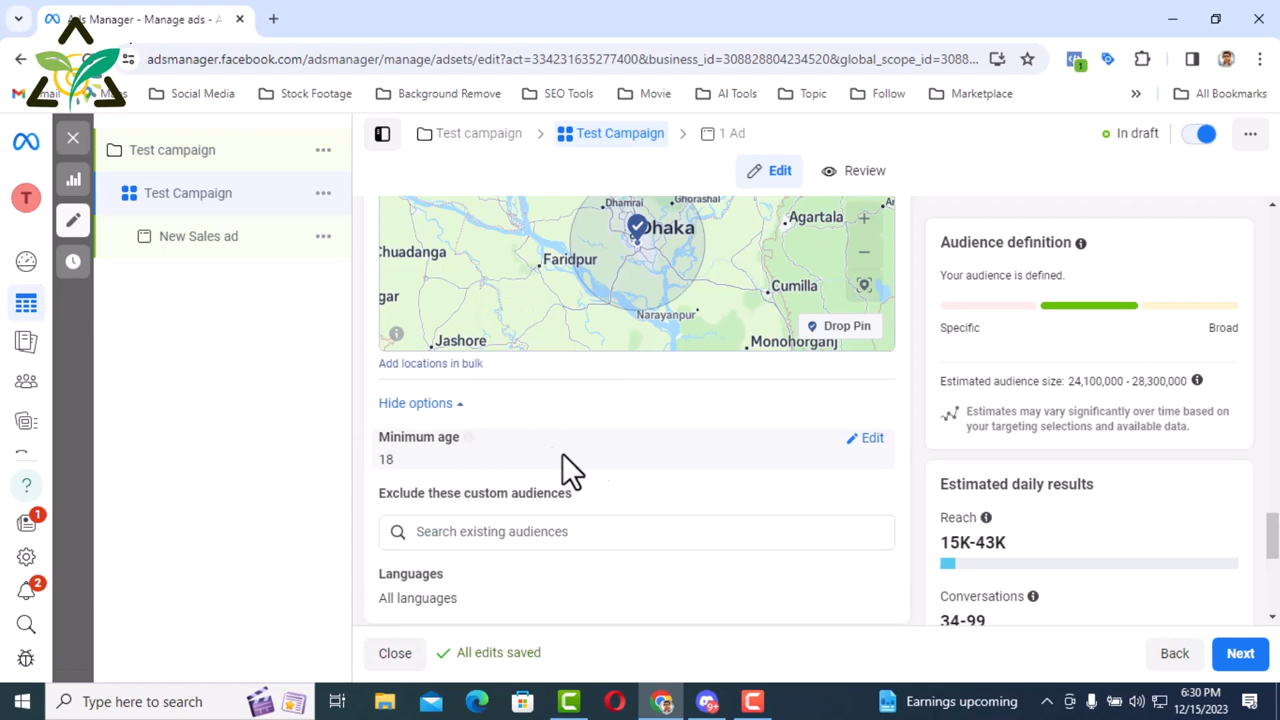 Ads Manager - Manage ads - A
adsmanager.facebook.com/adsmanager/manage/adsets/edit?act=334231635277400&business_id=308828804234520&global_scope_id=3088...
1
Maps
Social Media
Stock Footage
Background Remove
SEO Tools
Movie
AI Tools
Topic
Follow
Marketplace
»
All Bookmarks
Test campaign
Test Campaign
1 Ad
In draft
Edit
Review
T
Test campaign
Test Campaign
New Sales ad
?
1
2
Dhamrai
Ghorashal
Dhaka
Agartala
Chuadanga
Faridpur
Cumilla
gar
Narayanpur
Jashore
Monohorganj
Drop Pin
Add locations in bulk
Hide options
Minimum age
18
Edit
Exclude these custom audiences
Search existing audiences
Languages
All languages
Audience definition
Your audience is defined.
Specific
Broad
Estimated audience size: 24,100,000 - 28,300,000
Estimates may vary significantly over time based on
your targeting selections and available data.
Estimated daily results
Reach
15K-43K
Conversations
34-99
Close
All edits saved
Back
Next
Type here to search
Earnings upcoming
6:30 PM
12/15/2023